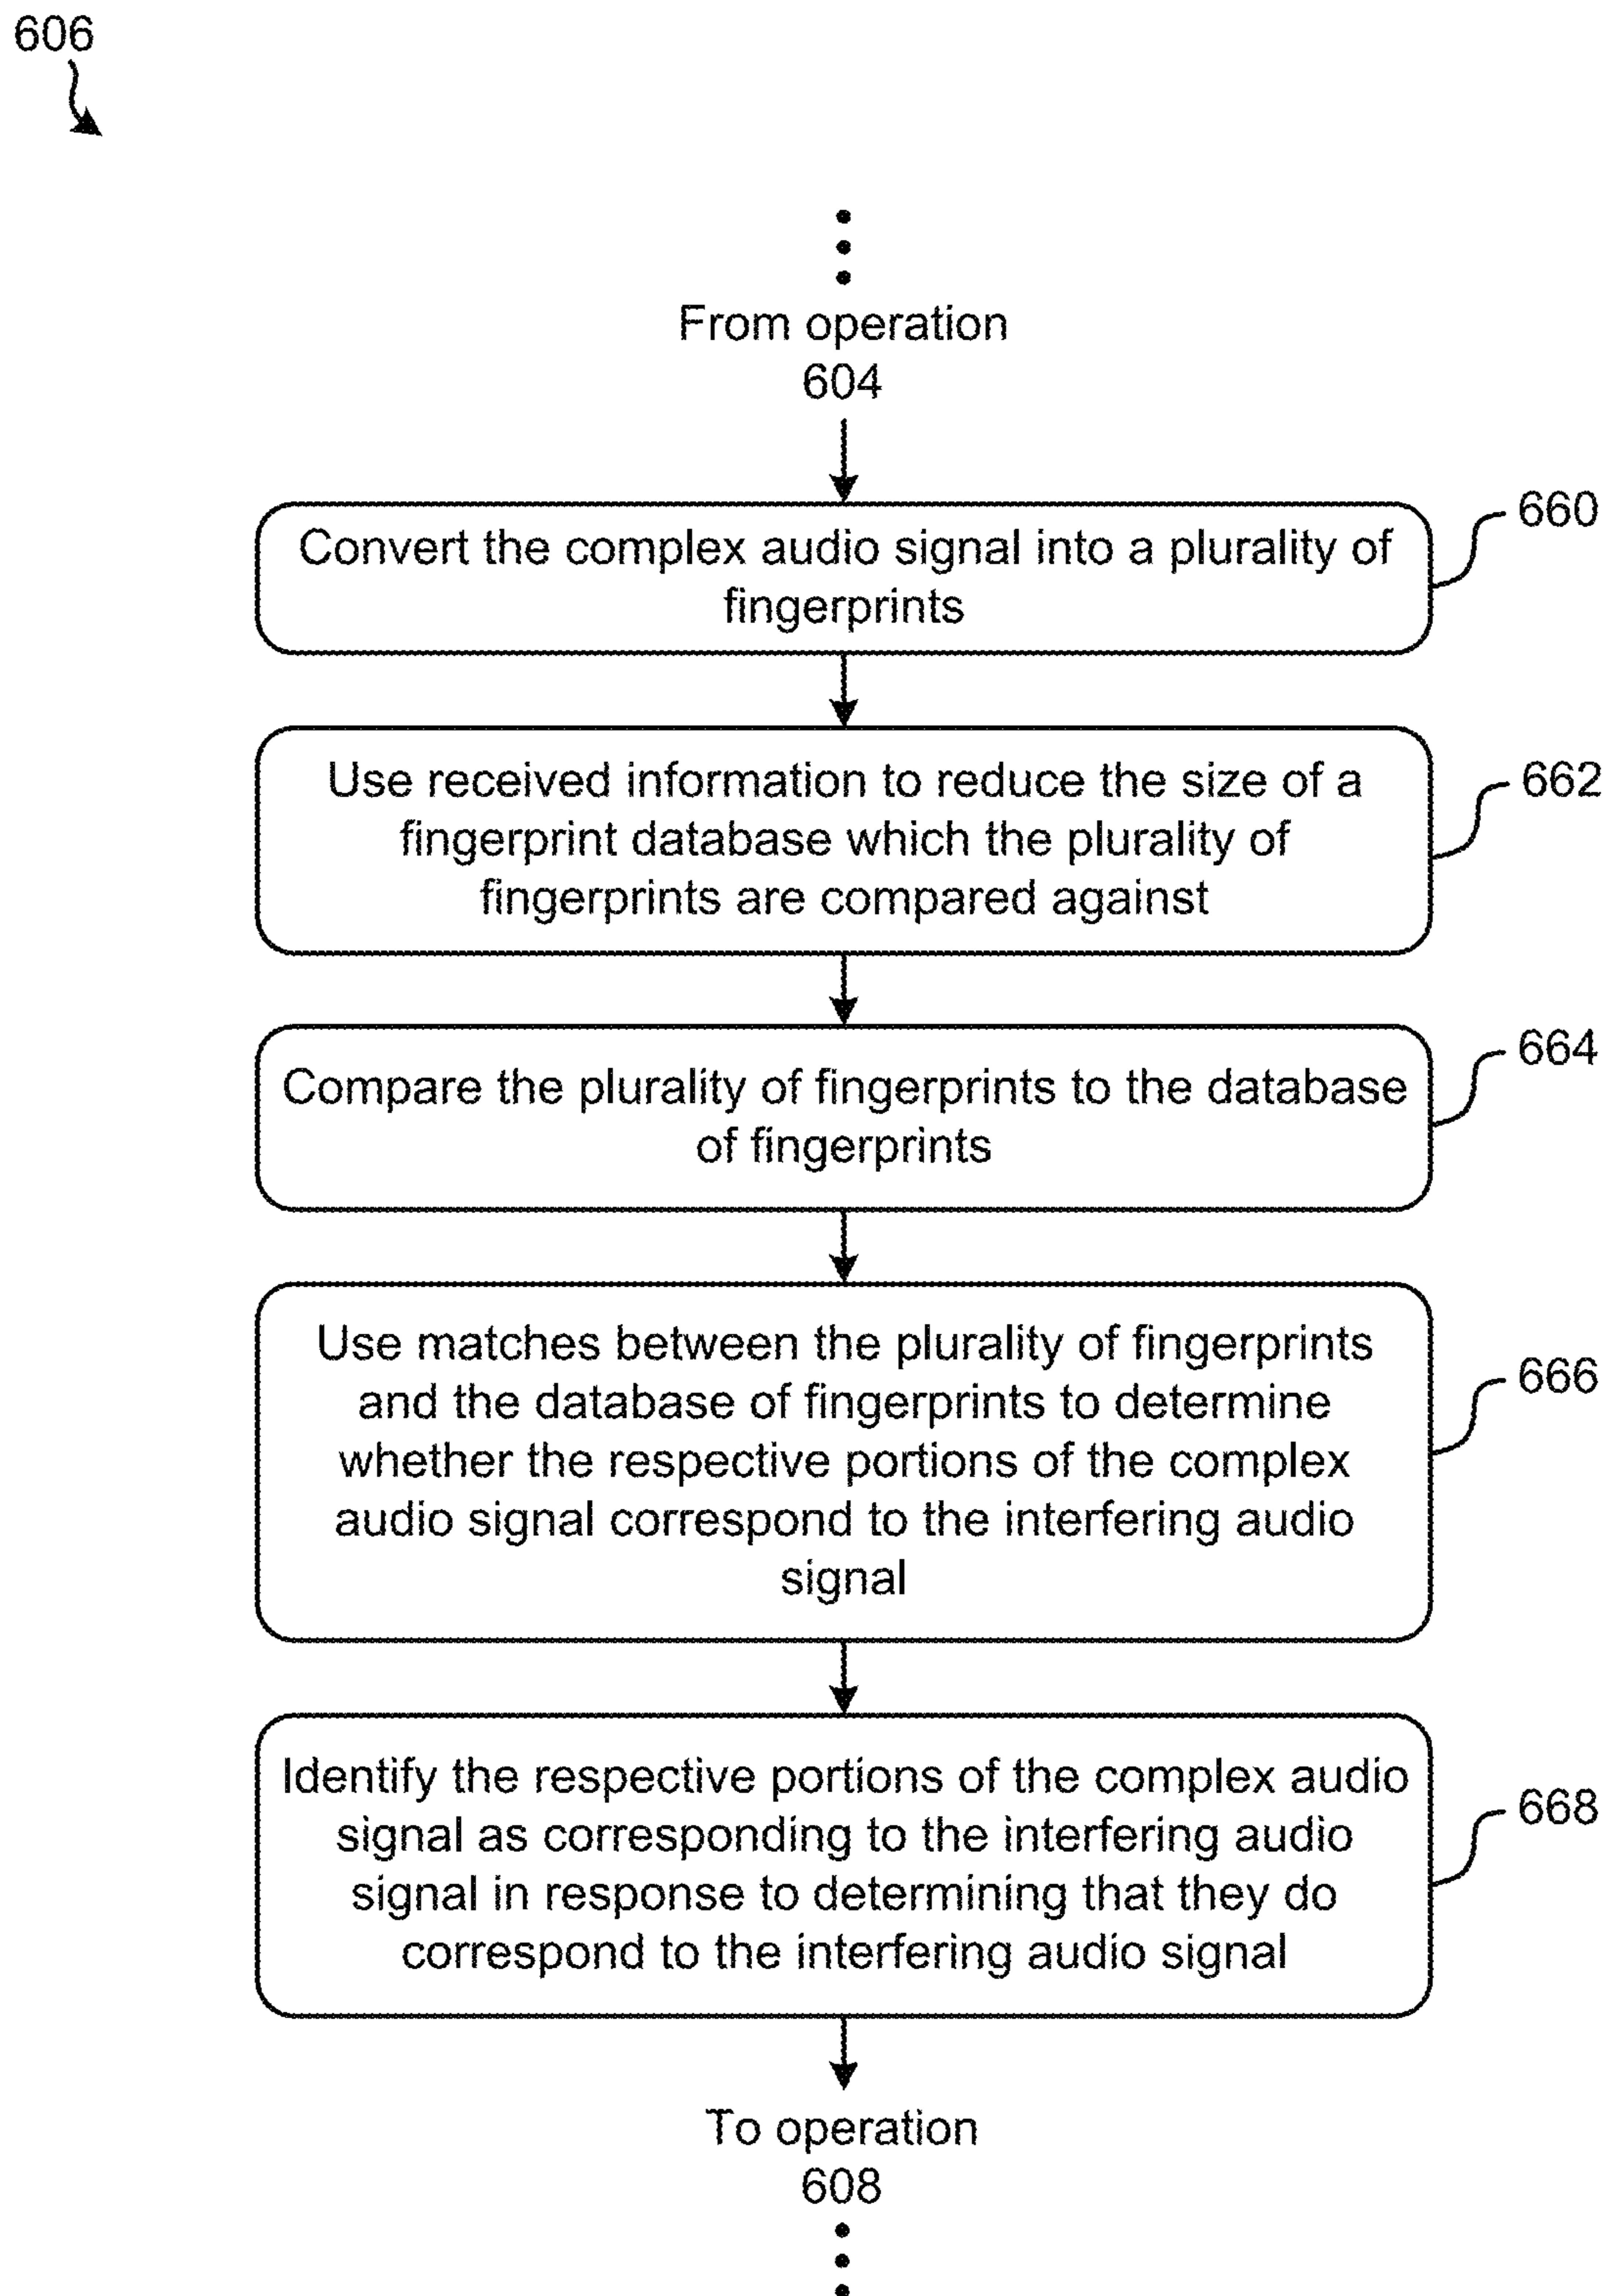 606
From operation
604
Convert the complex audio signal into a plurality of
fingerprints
660
Use received information to reduce the size of a
fingerprint database which the plurality of
fingerprints are compared against
662
Compare the plurality of fingerprints to the database
of fingerprints
664
Use matches between the plurality of fingerprints
and the database of fingerprints to determine
whether the respective portions of the complex
audio signal correspond to the interfering audio
signal
666
Identify the respective portions of the complex audio
signal as corresponding to the interfering audio
signal in response to determining that they do
correspond to the interfering audio signal
668
To operation
608